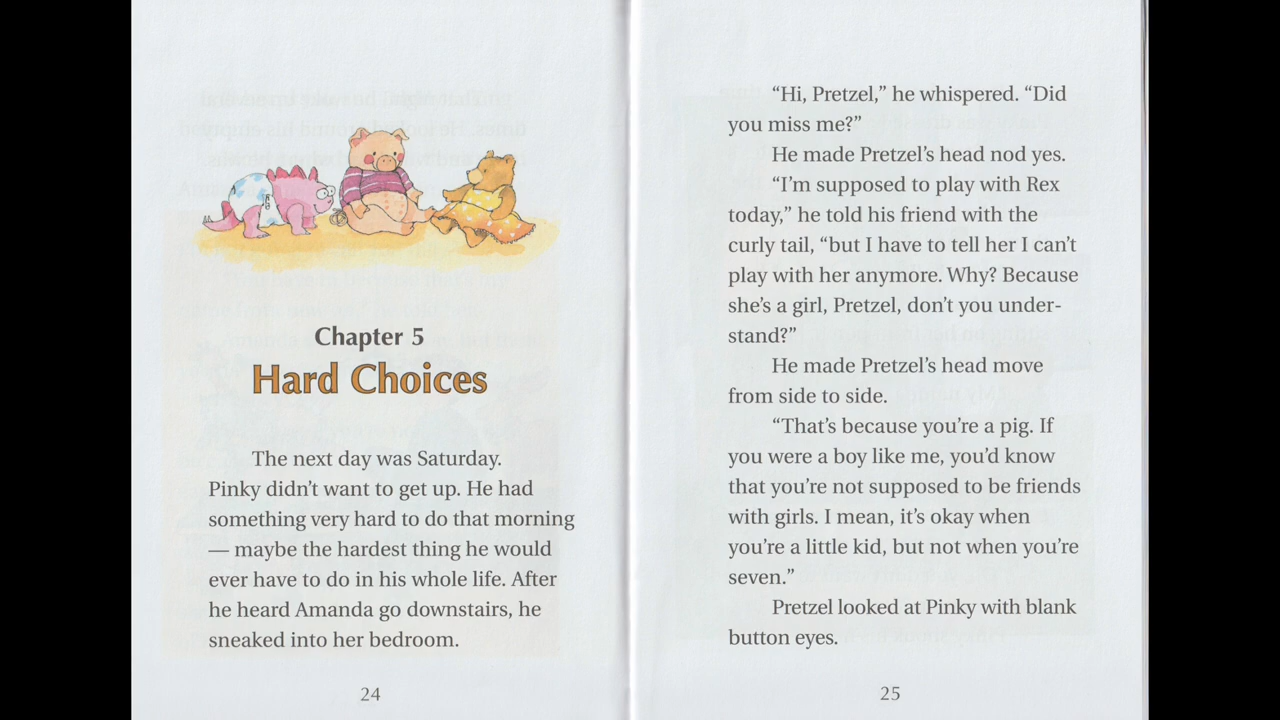 Chapter 5
Hard Choices
The next day was Saturday.
Pinky didn't want to get up. He had
something very hard to do that morning
— maybe the hardest thing he would
ever have to do in his whole life. After
he heard Amanda go downstairs, he
sneaked into her bedroom.
24
“Hi, Pretzel,” he whispered. “Did
you miss me?”
He made Pretzel’s head nod yes.
“I’m supposed to play with Rex
today,” he told his friend with the
curly tail, “but I have to tell her I can’t
play with her anymore. Why? Because
she’s a girl, Pretzel, don’t you under-
stand?”
He made Pretzel’s head move
from side to side.
“That’s because you’re a pig. If
you were a boy like me, you’d know
that you’re not supposed to be friends
with girls. I mean, it’s okay when
you’re a little kid, but not when you’re
seven.”
Pretzel looked at Pinky with blank
button eyes.
25